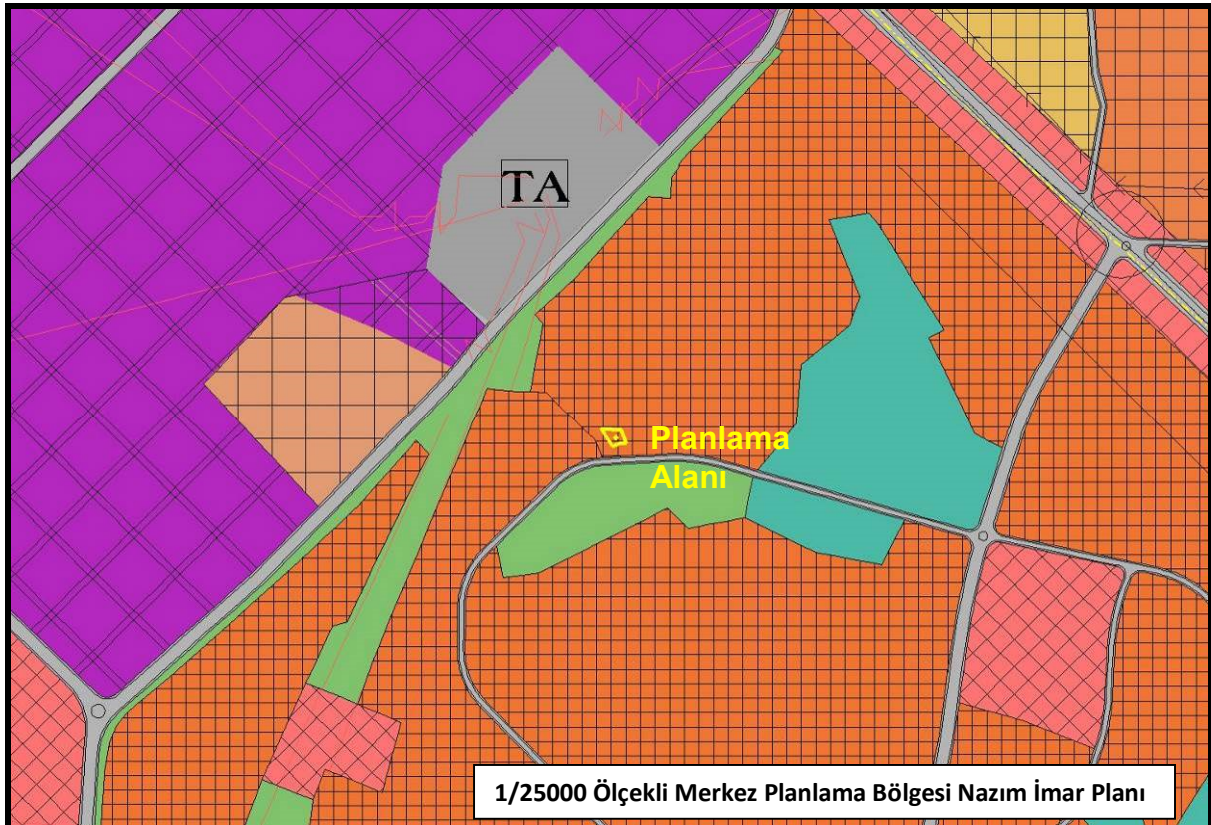 TA
Planlama
Alanı
1/25000 Ölçekli Merkez Planlama Bölgesi Nazım İmar Planı